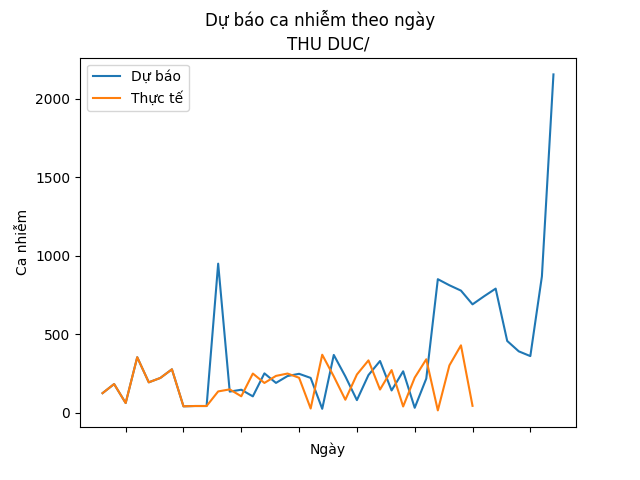 Dự báo ca nhiễm theo ngày
THU DUC/
Dự báo
Thực tế
2000
1500
1000
500
0
Ca nhiễm
Ngày